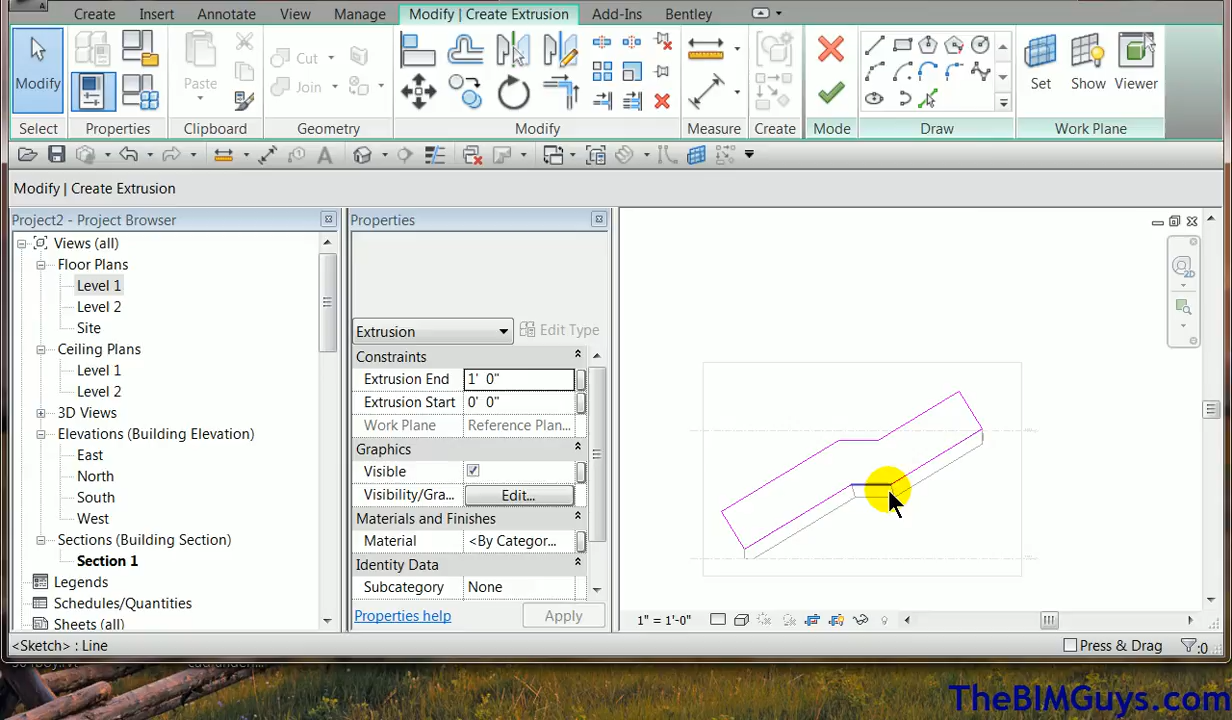 Create Insert Annotate View Manage Modify | Create Extrusion Add-Ins Bentley
Modify Paste Cut Join Set Show Viewer
Select Properties Clipboard Geometry Modify Measure Create Mode Draw Work Plane
Modify | Create Extrusion
Project2 - Project Browser
Views (all)
Floor Plans
Level 1
Level 2
Site
Ceiling Plans
Level 1
Level 2
3D Views
Elevations (Building Elevation)
East
North
South
West
Sections (Building Section)
Section 1
Legends
Schedules/Quantities
Sheets (all)
Properties
Extrusion Edit Type
Constraints
Extrusion End 1' 0"
Extrusion Start 0' 0"
Work Plane Reference Plan...
Graphics
Visible
Visibility/Gra... Edit...
Materials and Finishes
Material <By Categor...
Identity Data
Subcategory None
Properties help Apply
2D
1" = 1'-0"
<Sketch> : Line Press & Drag :0
TheBIMGuys.com